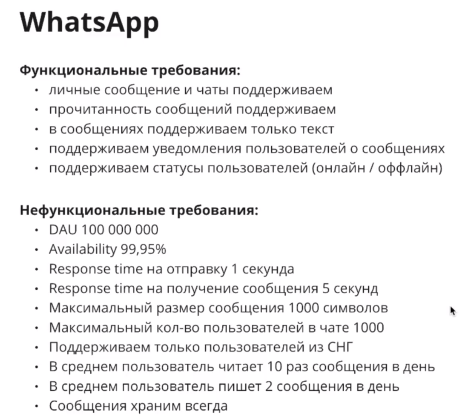 WhatsApp
Функциональные требования:
• личные сообщение и чаты поддерживаем
• прочитанность сообщений поддерживаем
• в сообщениях поддерживаем только текст
• поддерживаем уведомления пользователей о сообщениях
• поддерживаем статусы пользователей (онлайн / оффлайн)
Нефункциональные требования:
• DAU 100 000 000
• Availability 99,95%
• Response time на отправку 1 секунда
• Response time на получение сообщения 5 секунд
• Максимальный размер сообщения 1000 символов
• Максимальный кол-во пользователей в чате 1000
• Поддерживаем только пользователей из СНГ
• В среднем пользователь читает 10 раз сообщения в день
• В среднем пользователь пишет 2 сообщения в день
• Сообщения храним всегда